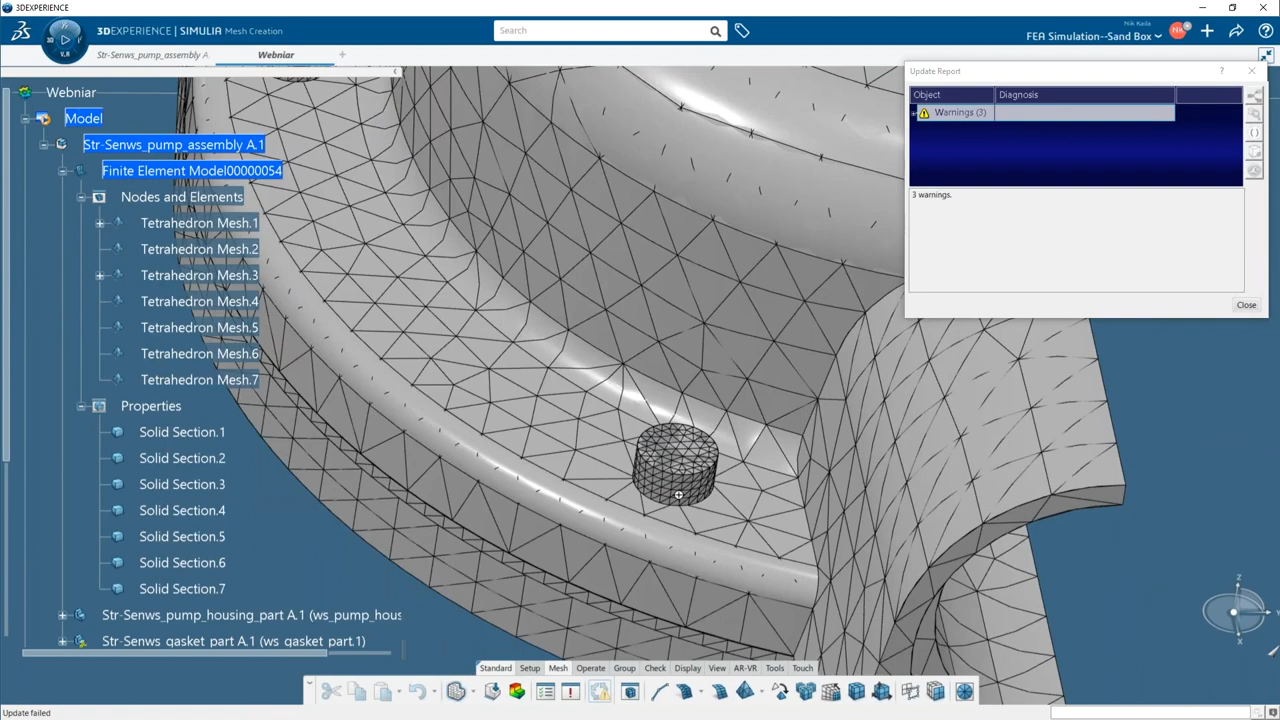 3DEXPERIENCE
3DEXPERIENCE | SIMULIA Mesh Creation
Search
Nik Kada
FEA Simulation--Sand Box
NK
V.R
Str-Senws_pump_assembly A.
Webniar
Update Report
Object Diagnosis
Warnings (3)
3 warnings.
Close
Webniar
Model
Str-Senws_pump_assembly A.1
Finite Element Model00000054
Nodes and Elements
Tetrahedron Mesh.1
Tetrahedron Mesh.2
Tetrahedron Mesh.3
Tetrahedron Mesh.4
Tetrahedron Mesh.5
Tetrahedron Mesh.6
Tetrahedron Mesh.7
Properties
Solid Section.1
Solid Section.2
Solid Section.3
Solid Section.4
Solid Section.5
Solid Section.6
Solid Section.7
Str-Senws_pump_housing_part A.1 (ws_pump_hous
Str-Senws_gasket_part A.1 (ws_gasket_part.1)
z
x
Standard Setup Mesh Operate Group Check Display View AR-VR Tools Touch
Update failed